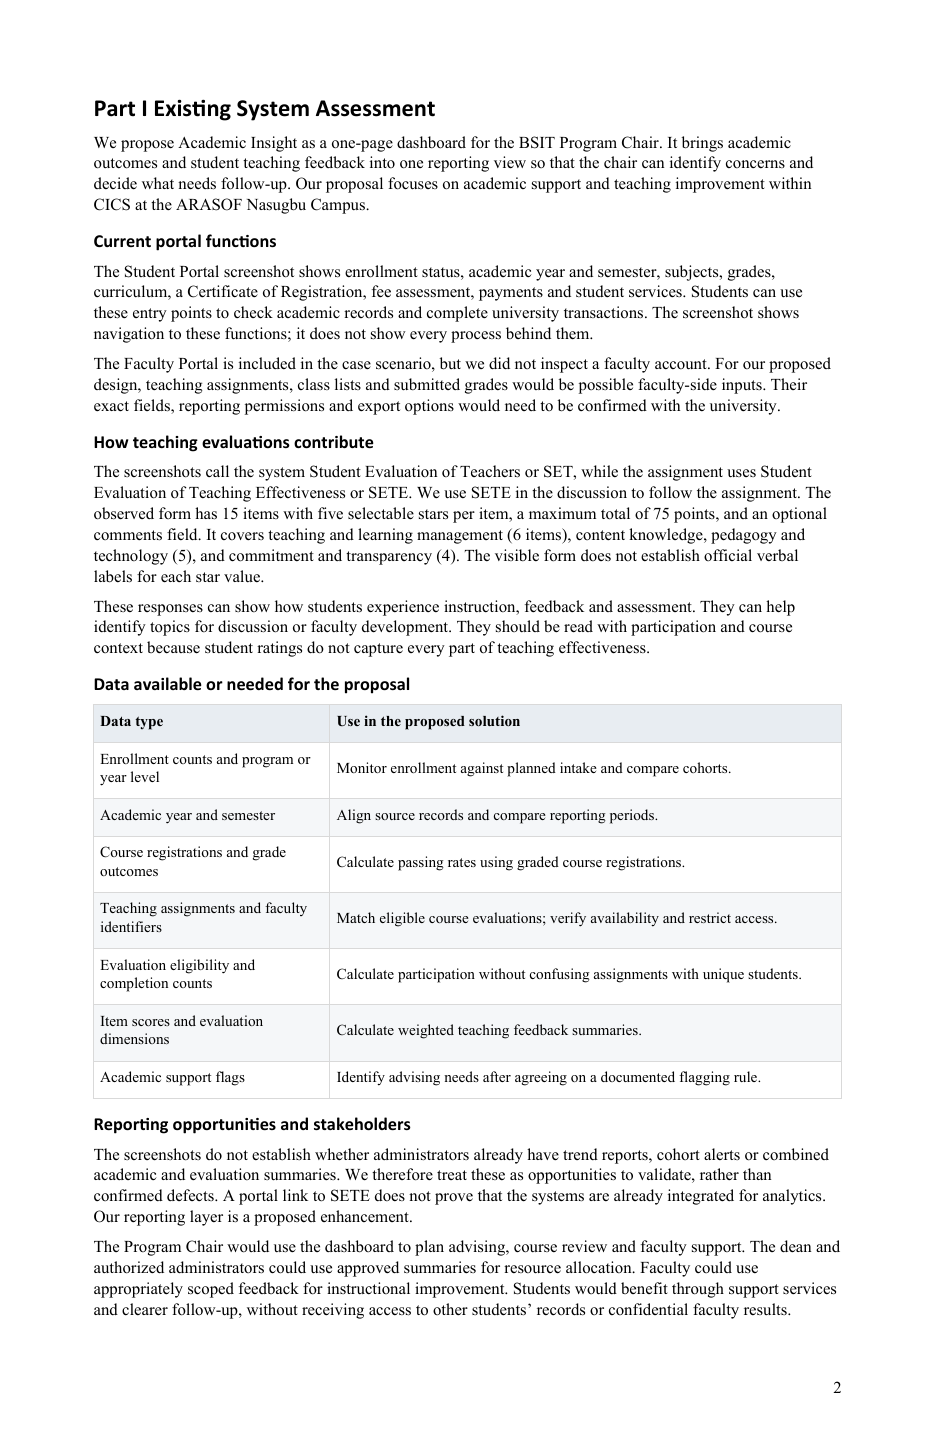 Part I Existing System Assessment
We propose Academic Insight as a one-page dashboard for the BSIT Program Chair. It brings academic
outcomes and student teaching feedback into one reporting view so that the chair can identify concerns and
decide what needs follow-up. Our proposal focuses on academic support and teaching improvement within
CICS at the ARASOF Nasugbu Campus.
Current portal functions
The Student Portal screenshot shows enrollment status, academic year and semester, subjects, grades,
curriculum, a Certificate of Registration, fee assessment, payments and student services. Students can use
these entry points to check academic records and complete university transactions. The screenshot shows
navigation to these functions; it does not show every process behind them.
The Faculty Portal is included in the case scenario, but we did not inspect a faculty account. For our proposed
design, teaching assignments, class lists and submitted grades would be possible faculty-side inputs. Their
exact fields, reporting permissions and export options would need to be confirmed with the university.
How teaching evaluations contribute
The screenshots call the system Student Evaluation of Teachers or SET, while the assignment uses Student
Evaluation of Teaching Effectiveness or SETE. We use SETE in the discussion to follow the assignment. The
observed form has 15 items with five selectable stars per item, a maximum total of 75 points, and an optional
comments field. It covers teaching and learning management (6 items), content knowledge, pedagogy and
technology (5), and commitment and transparency (4). The visible form does not establish official verbal
labels for each star value.
These responses can show how students experience instruction, feedback and assessment. They can help
identify topics for discussion or faculty development. They should be read with participation and course
context because student ratings do not capture every part of teaching effectiveness.
Data available or needed for the proposal
Data type
Use in the proposed solution
Enrollment counts and program or
year level
Monitor enrollment against planned intake and compare cohorts.
Academic year and semester
Align source records and compare reporting periods.
Course registrations and grade
outcomes
Calculate passing rates using graded course registrations.
Teaching assignments and faculty
identifiers
Match eligible course evaluations; verify availability and restrict access.
Evaluation eligibility and
completion counts
Calculate participation without confusing assignments with unique students.
Item scores and evaluation
dimensions
Calculate weighted teaching feedback summaries.
Academic support flags
Identify advising needs after agreeing on a documented flagging rule.
Reporting opportunities and stakeholders
The screenshots do not establish whether administrators already have trend reports, cohort alerts or combined
academic and evaluation summaries. We therefore treat these as opportunities to validate, rather than
confirmed defects. A portal link to SETE does not prove that the systems are already integrated for analytics.
Our reporting layer is a proposed enhancement.
The Program Chair would use the dashboard to plan advising, course review and faculty support. The dean and
authorized administrators could use approved summaries for resource allocation. Faculty could use
appropriately scoped feedback for instructional improvement. Students would benefit through support services
and clearer follow-up, without receiving access to other students’ records or confidential faculty results.
2